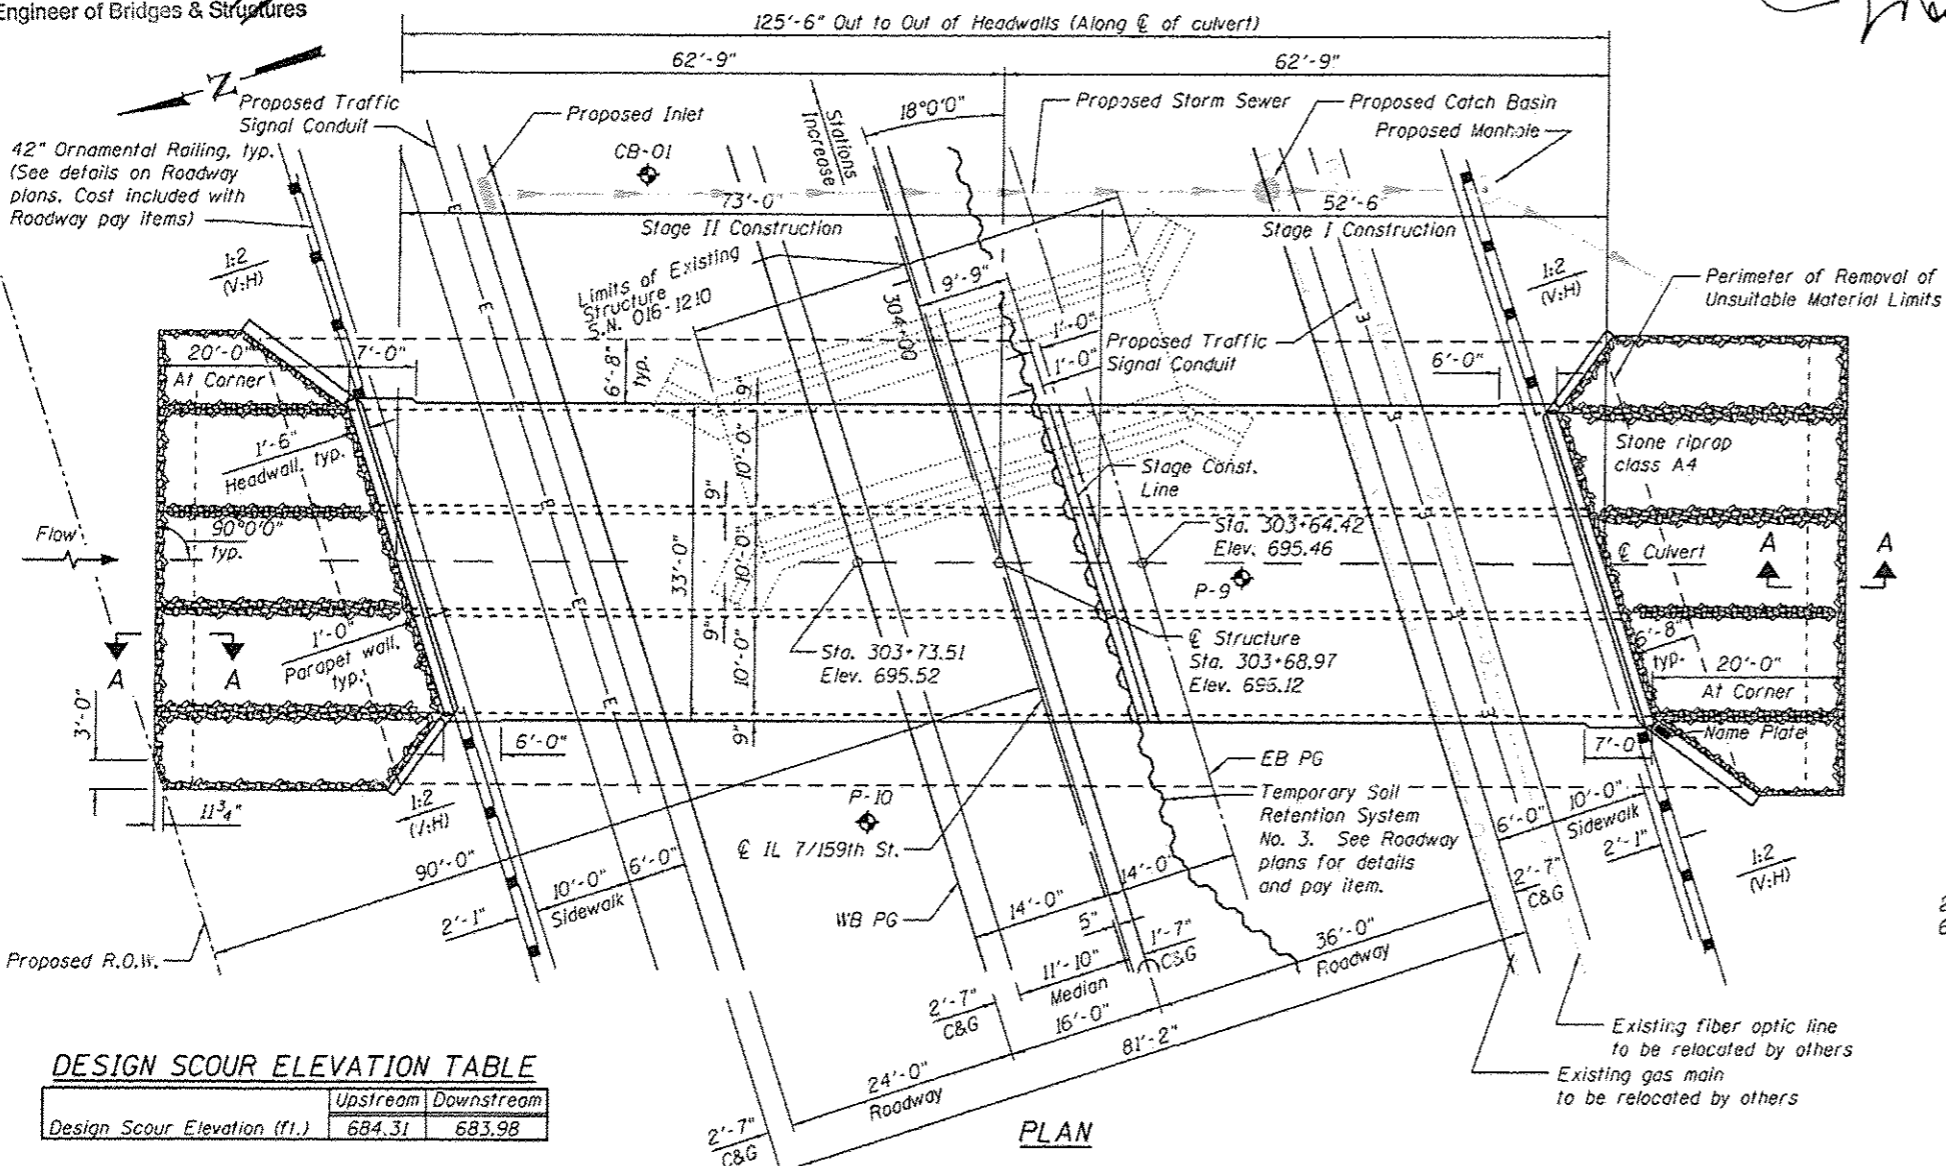 Engineer of Bridges & Structures
125'-6" Out to Out of Headwalls (Along ℄ of culvert)
62'-9"
62'-9"
Z
Proposed Traffic
Signal Conduit
Proposed Inlet
CB-01
Stations
Increase
18°0'0"
Proposed Storm Sewer
Proposed Catch Basin
Proposed Manhole
42" Ornamental Railing, typ.
(See details on Roadway
plans. Cost included with
Roadway pay items)
73'-0"
Stage II Construction
52'-6"
Stage I Construction
1:2
(V:H)
Limits of Existing
Structure
S.N. 016-1210
304+00
9'-9"
1'-0"
1'-0"
Proposed Traffic
Signal Conduit
1:2
(V:H)
Perimeter of Removal of
Unsuitable Material Limits
20'-0"
At Corner
7'-0"
6'-8"
typ.
9"
6'-0"
1'-6"
Headwall, typ.
10'-0"
9"
Stage Const.
Line
Stone riprap
class A4
Flow
90°0'0"
typ.
33'-0"
10'-0"
Sta. 303+64.42
Elev. 695.46
P-9
℄ Culvert
A
A
1'-0"
Parapet wall,
typ.
9"
10'-0"
Sta. 303+73.51
Elev. 695.52
℄ Structure
Sta. 303+68.97
Elev. 695.12
6'-8"
typ.
20'-0"
At Corner
A
A
3'-0"
6'-0"
9"
7'-0
Name Plate
11¾"
1:2
(V:H)
P-10
EB PG
Temporary Soil
Retention System
No. 3. See Roadway
plans for details
and pay item.
6'-0"
10'-0"
Sidewalk
2'-1"
1:2
(V:H)
90'-0"
℄ IL 7/159th St.
2'-1"
10'-0"
Sidewalk
6'-0"
WB PG
14'-0"
14'-0"
2'-7"
C&G
5"
1'-7"
C&G
36'-0"
Roadway
Proposed R.O.W.
11'-10"
Median
2'-7"
C&G
16'-0"
81'-2"
24'-0"
Roadway
2'-7"
C&G
Existing fiber optic line
to be relocated by others
Existing gas main
to be relocated by others
DESIGN SCOUR ELEVATION TABLE
Upstream Downstream
Design Scour Elevation (ft.) 684.31 683.98
PLAN
E E E E E
3 3 3 3 3